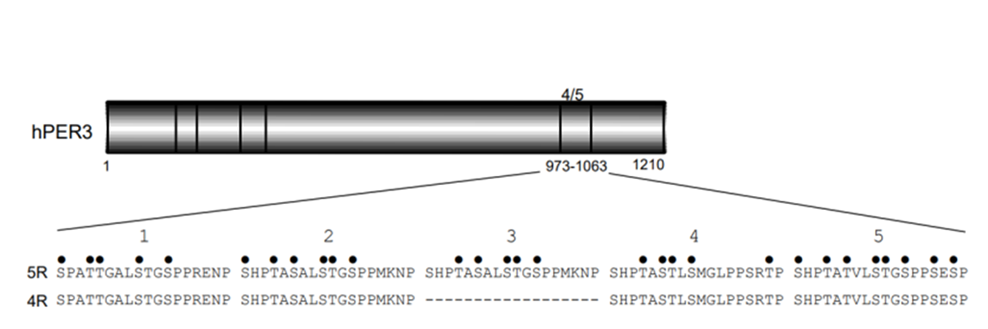 4/5
hPER3
1 973-1063 1210
1 2 3 4 5
5R SPATTGALSTGSPPRENP SHPTASALSTGSPPMKNP SHPTASALSTGSPPMKNP SHPTASTLSMGLPPSRTP SHPTATVLSTGSPPSESP
4R SPATTGALSTGSPPRENP SHPTASALSTGSPPMKNP ------------------ SHPTASTLSMGLPPSRTP SHPTATVLSTGSPPSESP